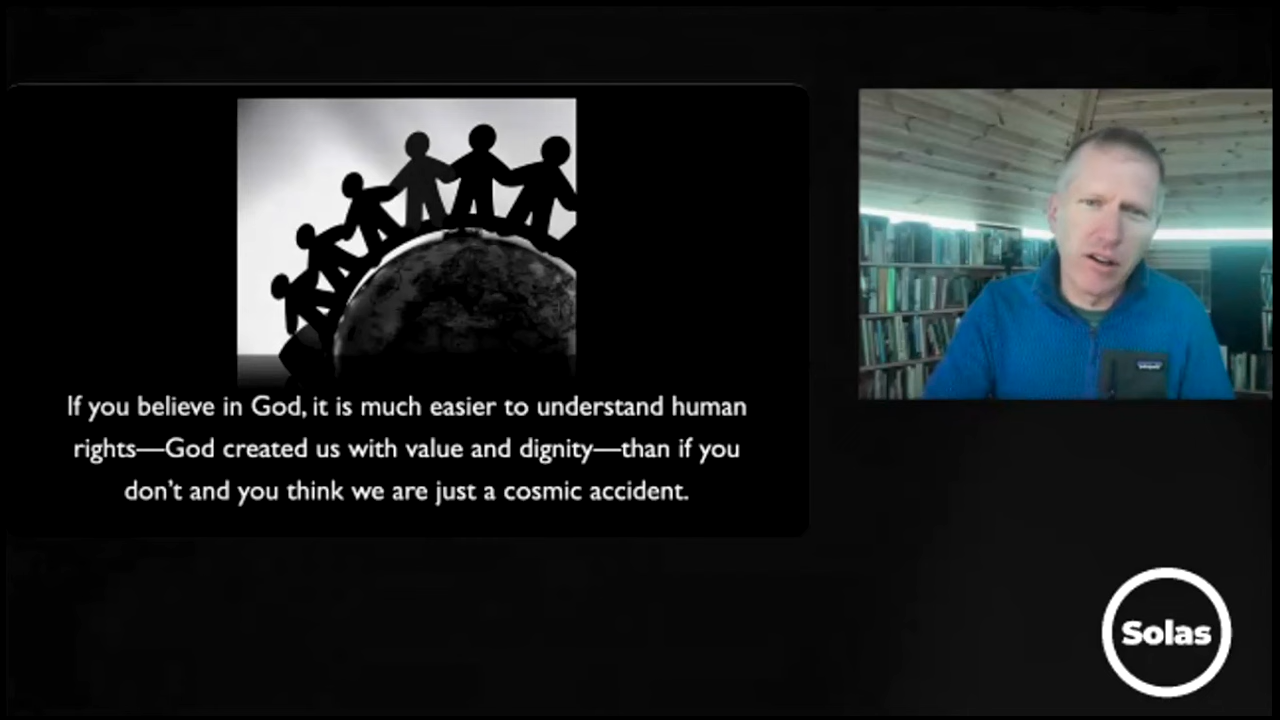 If you believe in God, it is much easier to understand human
rights—God created us with value and dignity—than if you
don't and you think we are just a cosmic accident.
Solas